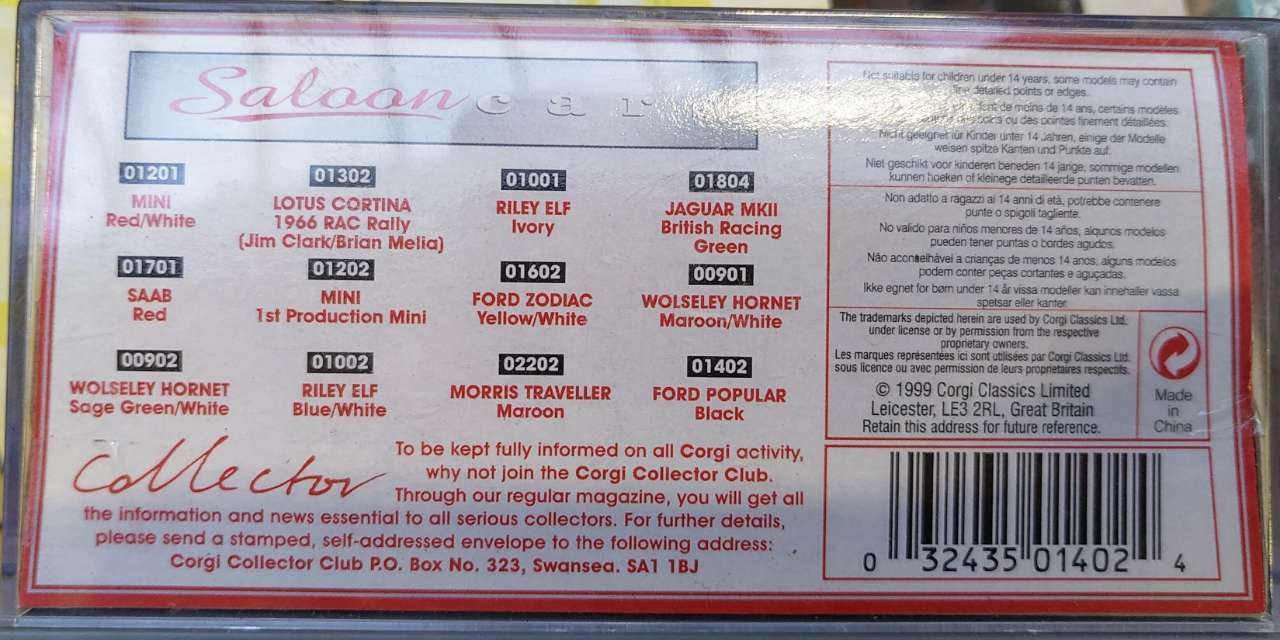 Saloon car
01201
MINI
Red/White
01302
LOTUS CORTINA
1966 RAC Rally
(Jim Clark/Brian Melia)
01001
RILEY ELF
Ivory
01804
JAGUAR MKII
British Racing
Green
01701
SAAB
Red
01202
MINI
1st Production Mini
01602
FORD ZODIAC
Yellow/White
00901
WOLSELEY HORNET
Maroon/White
00902
WOLSELEY HORNET
Sage Green/White
01002
RILEY ELF
Blue/White
02202
MORRIS TRAVELLER
Maroon
01402
FORD POPULAR
Black
Collector
To be kept fully informed on all Corgi activity,
why not join the Corgi Collector Club.
Through our regular magazine, you will get all
the information and news essential to all serious collectors. For further details,
please send a stamped, self-addressed envelope to the following address:
Corgi Collector Club P.O. Box No. 323, Swansea. SA1 1BJ
Not suitable for children under 14 years, some models may contain
fine detailed points or edges.
de moins de 14 ans, certains modèles
ou des pointes finement détaillées.
Nicht geeignet für Kinder unter 14 Jahren, einige der Modelle
weisen spitze Kanten und Punkte auf.
Niet geschikt voor kinderen beneden 14 jarige, sommige modellen
kunnen hoeken of kleinege detailleerde punten bevatten.
Non adatto a ragazzi ai 14 anni di età, potrebbe contenere
punte o spigoli tagliente.
No valido para niños menores de 14 años, algunos modelos
pueden tener puntas o bordes agudos.
Não aconselhável a crianças de menos 14 anos, alguns modelos
podem conter peças cortantes e aguçadas.
Ikke egnet for børn under 14 år vissa modeller kan innehaller vassa
spetsar eller kanter
The trademarks depicted herein are used by Corgi Classics Ltd.
under license or by permission from the respective
proprietary owners.
Les marques représentées ici sont utilisées par Corgi Classics Ltd.
sous licence ou avec permission de leurs propriétaires respectifs.
© 1999 Corgi Classics Limited
Leicester, LE3 2RL, Great Britain
Retain this address for future reference.
Made
in
China
0 32435 01402 4